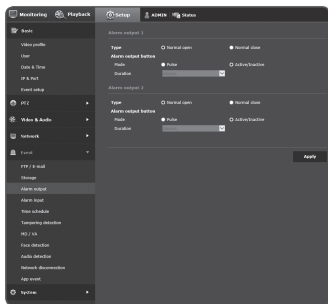 Monitoring Playback Setup ADMIN Status
Basic
Video profile
User
Date & Time
IP & Port
Event setup
PTZ
Video & Audio
Network
Event
FTP / E-mail
Storage
Alarm output
Alarm input
Time schedule
Tampering detection
MD / VA
Face detection
Audio detection
Network disconnection
App event
System
Alarm output 1
Type Normal open Normal close
Alarm output button
Mode Pulse Active/Inactive
Duration
Alarm output 2
Type Normal open Normal close
Alarm output button
Mode Pulse Active/Inactive
Duration
Apply